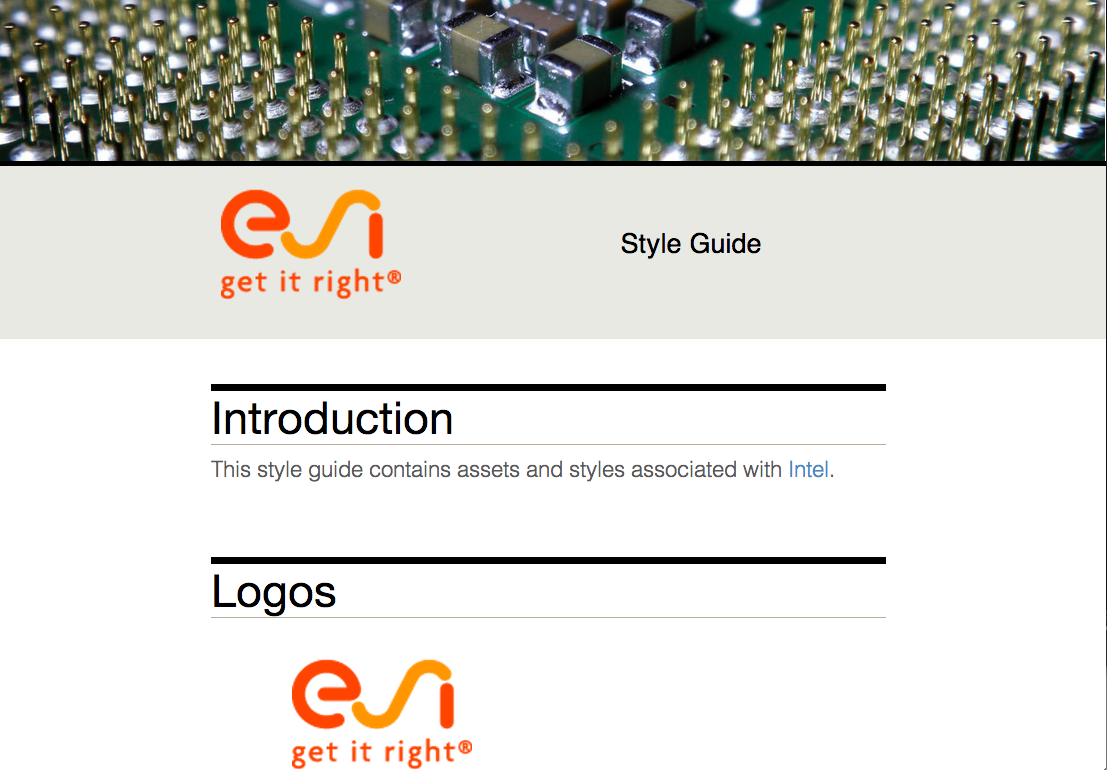 esi
get it right®
Style Guide
Introduction
This style guide contains assets and styles associated with Intel.
Logos
esi
get it right®